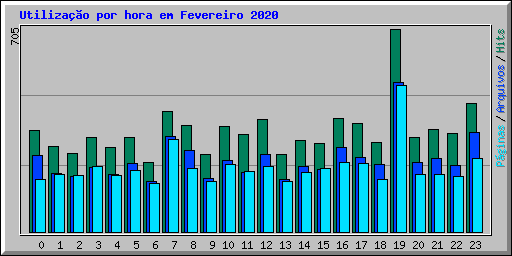 Utilização por hora em Fevereiro 2020
705
Páginas / Arquivos / Hits
0 1 2 3 4 5 6 7 8 9 10 11 12 13 14 15 16 17 18 19 20 21 22 23